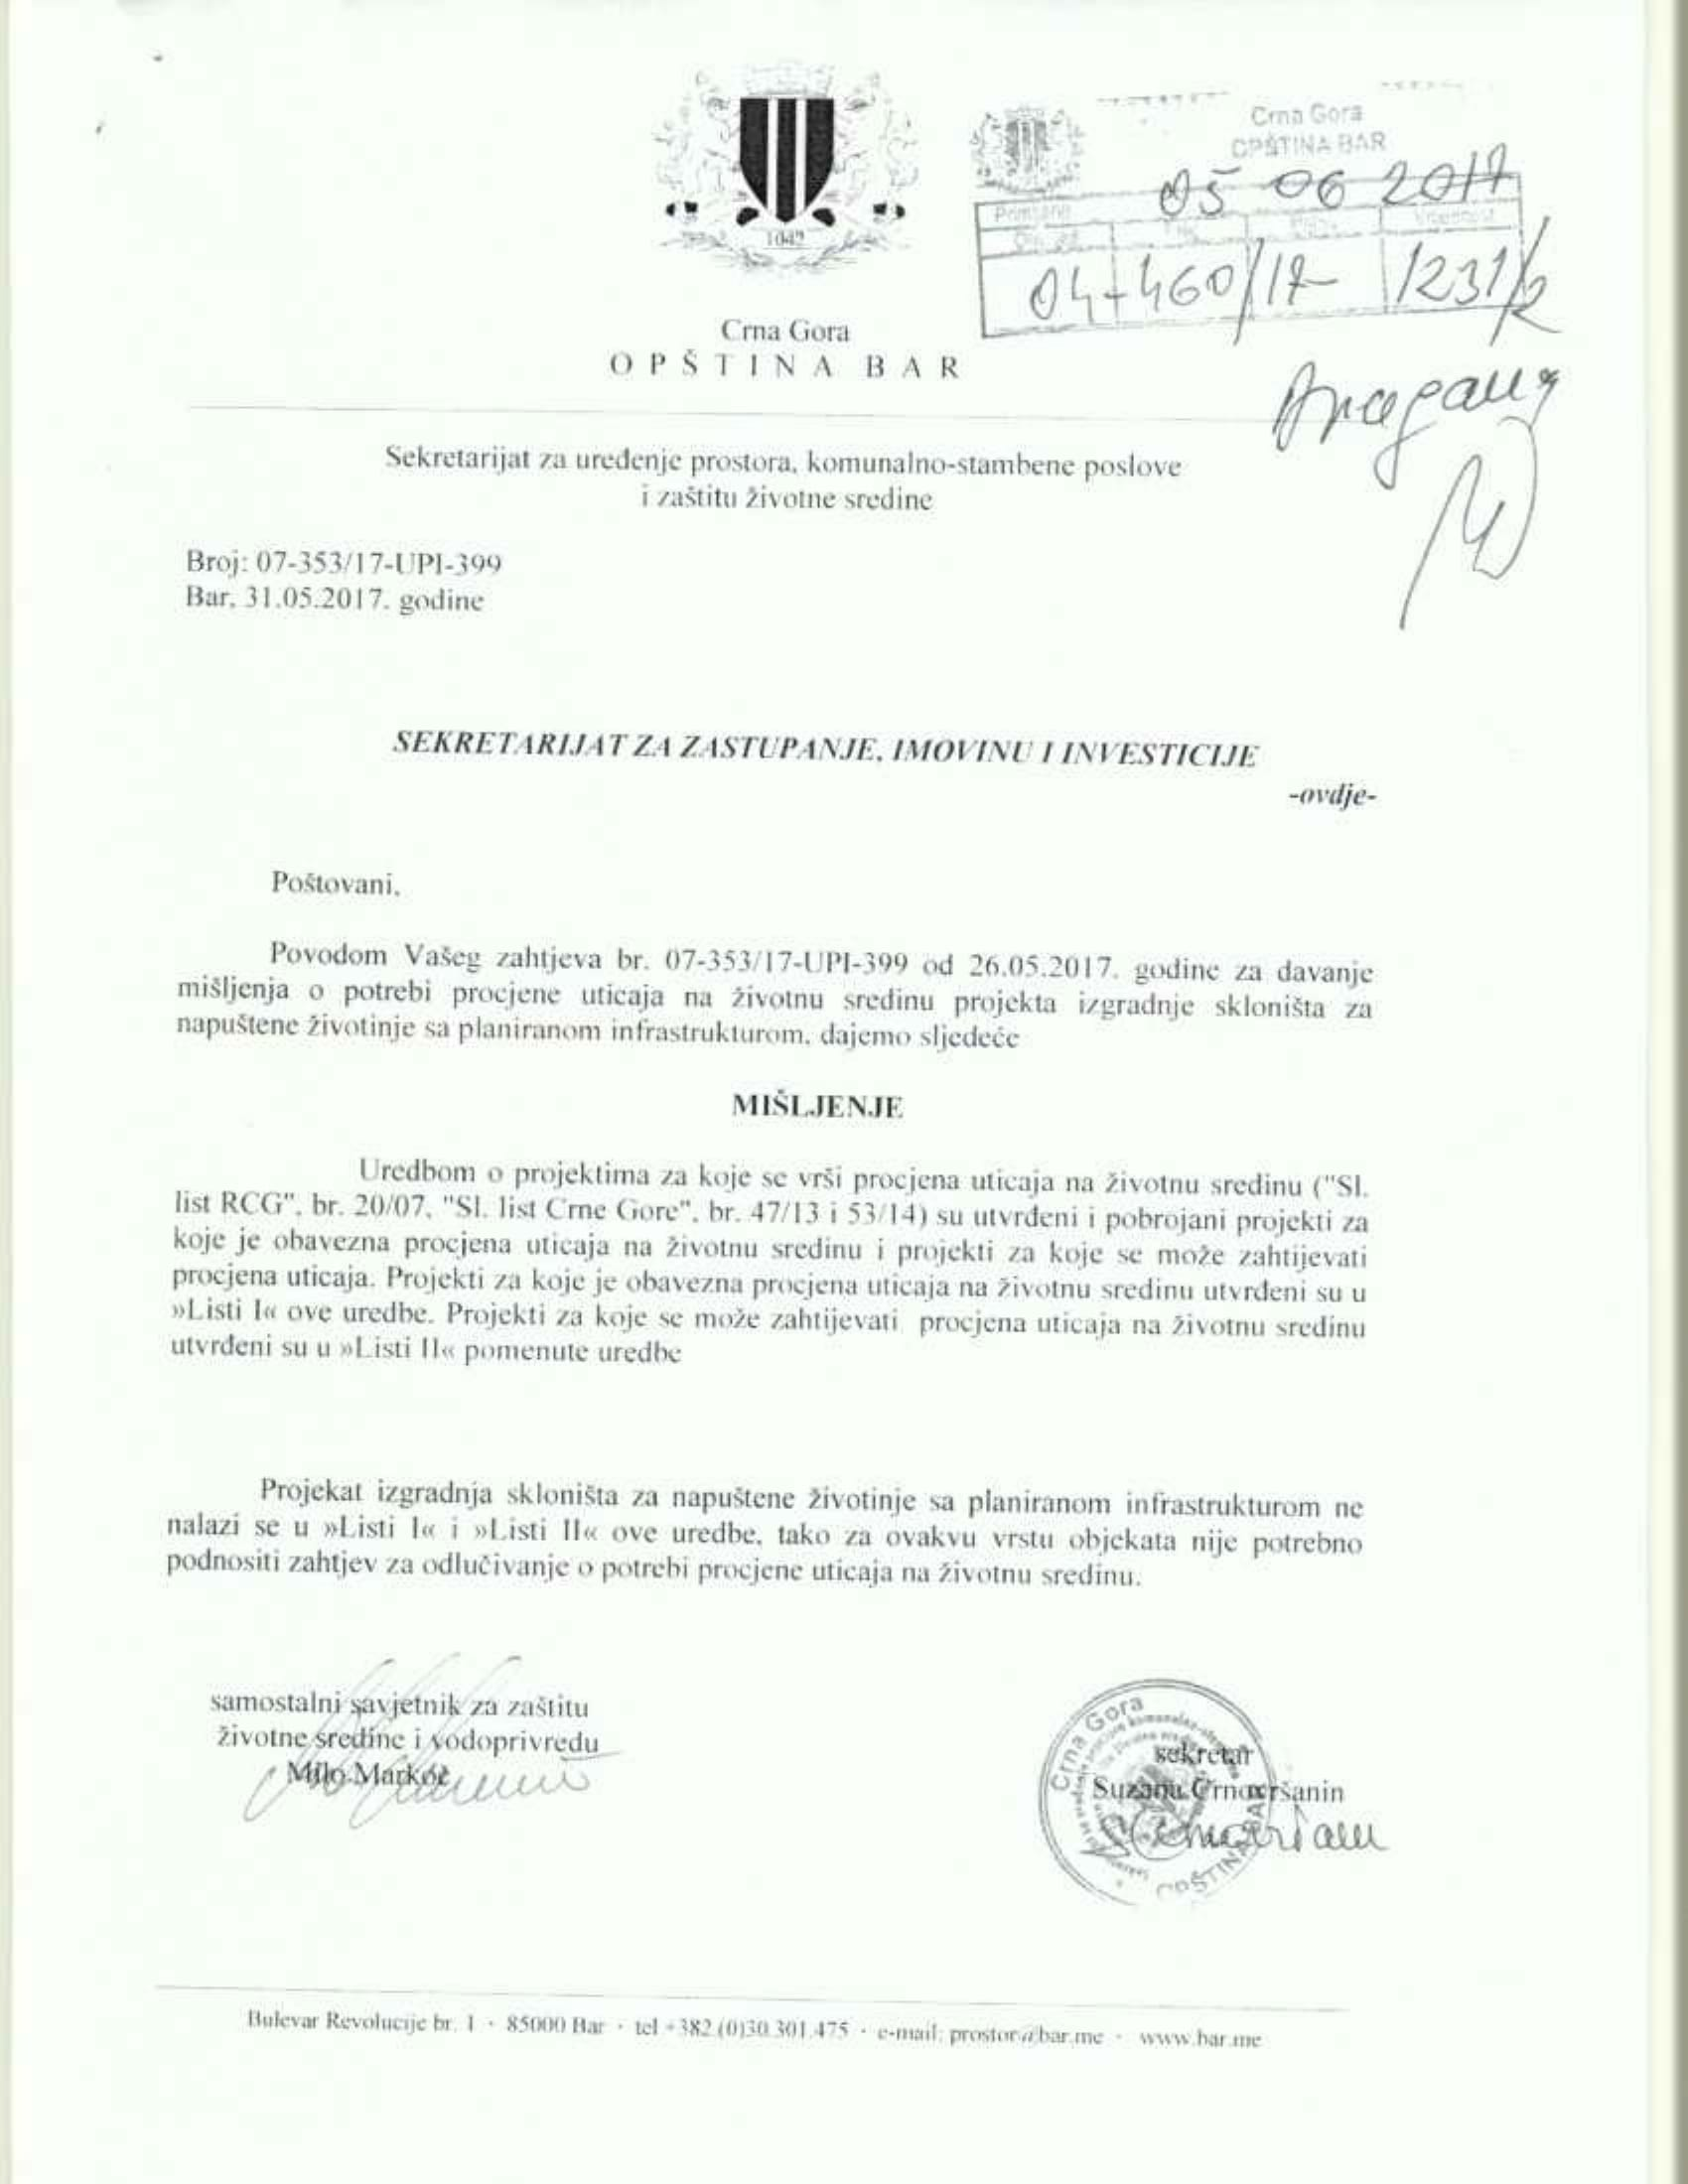 1042
Crna Gora
OPŠTINA BAR
05 06 2017
04-460/17- 1231/2
Crna Gora
OPŠTINA BAR
Sekretarijat za uređenje prostora, komunalno-stambene poslove
i zaštitu životne sredine
Broj: 07-353/17-UPI-399
Bar, 31.05.2017. godine
SEKRETARIJAT ZA ZASTUPANJE, IMOVINU I INVESTICIJE
-ovdje-
Poštovani,
Povodom Vašeg zahtjeva br. 07-353/17-UPI-399 od 26.05.2017. godine za davanje
mišljenja o potrebi procjene uticaja na životnu sredinu projekta izgradnje skloništa za
napuštene životinje sa planiranom infrastrukturom, dajemo sljedeće
MIŠLJENJE
Uredbom o projektima za koje se vrši procjena uticaja na životnu sredinu ("Sl.
list RCG", br. 20/07, "Sl. list Crne Gore", br. 47/13 i 53/14) su utvrđeni i pobrojani projekti za
koje je obavezna procjena uticaja na životnu sredinu i projekti za koje se može zahtijevati
procjena uticaja. Projekti za koje je obavezna procjena uticaja na životnu sredinu utvrđeni su u
»Listi I« ove uredbe. Projekti za koje se može zahtijevati procjena uticaja na životnu sredinu
utvrđeni su u »Listi II« pomenute uredbe
Projekat izgradnja skloništa za napuštene životinje sa planiranom infrastrukturom ne
nalazi se u »Listi I« i »Listi II« ove uredbe, tako za ovakvu vrstu objekata nije potrebno
podnositi zahtjev za odlučivanje o potrebi procjene uticaja na životnu sredinu.
samostalni savjetnik za zaštitu
životne sredine i vodoprivredu
Milo Markoč
Crna Gora
sekretar
Suzana Crnovršanin
OPŠTINA BAR
Bulevar Revolucije br. 1 · 85000 Bar · tel +382 (0)30 301 475 · e-mail: prostor@bar.me · www.bar.me